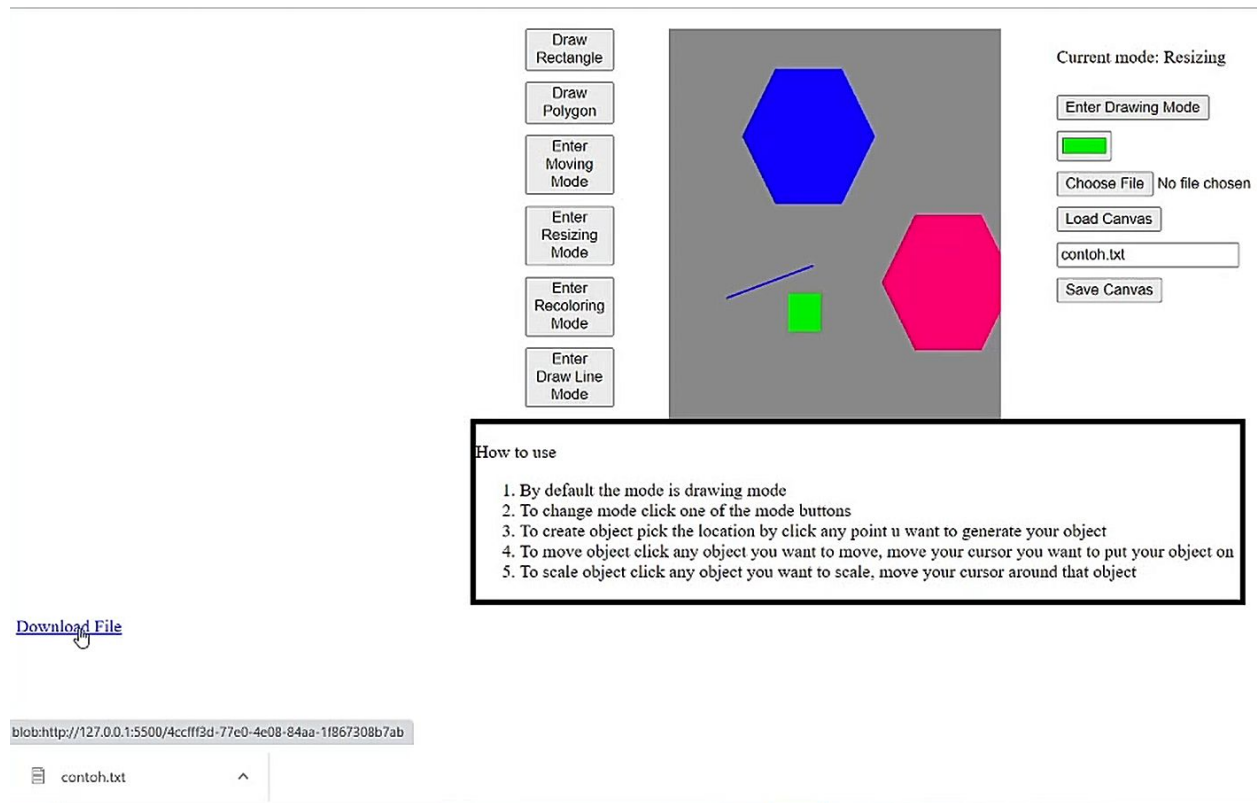 Draw
Rectangle
Draw
Polygon
Enter
Moving
Mode
Enter
Resizing
Mode
Enter
Recoloring
Mode
Enter
Draw Line
Mode
Current mode: Resizing
Enter Drawing Mode
Choose File No file chosen
Load Canvas
contoh.txt
Save Canvas
How to use
1. By default the mode is drawing mode
2. To change mode click one of the mode buttons
3. To create object pick the location by click any point u want to generate your object
4. To move object click any object you want to move, move your cursor you want to put your object on
5. To scale object click any object you want to scale, move your cursor around that object
Download File
blob:http://127.0.0.1:5500/4ccfff3d-77e0-4e08-84aa-1f867308b7ab
contoh.txt